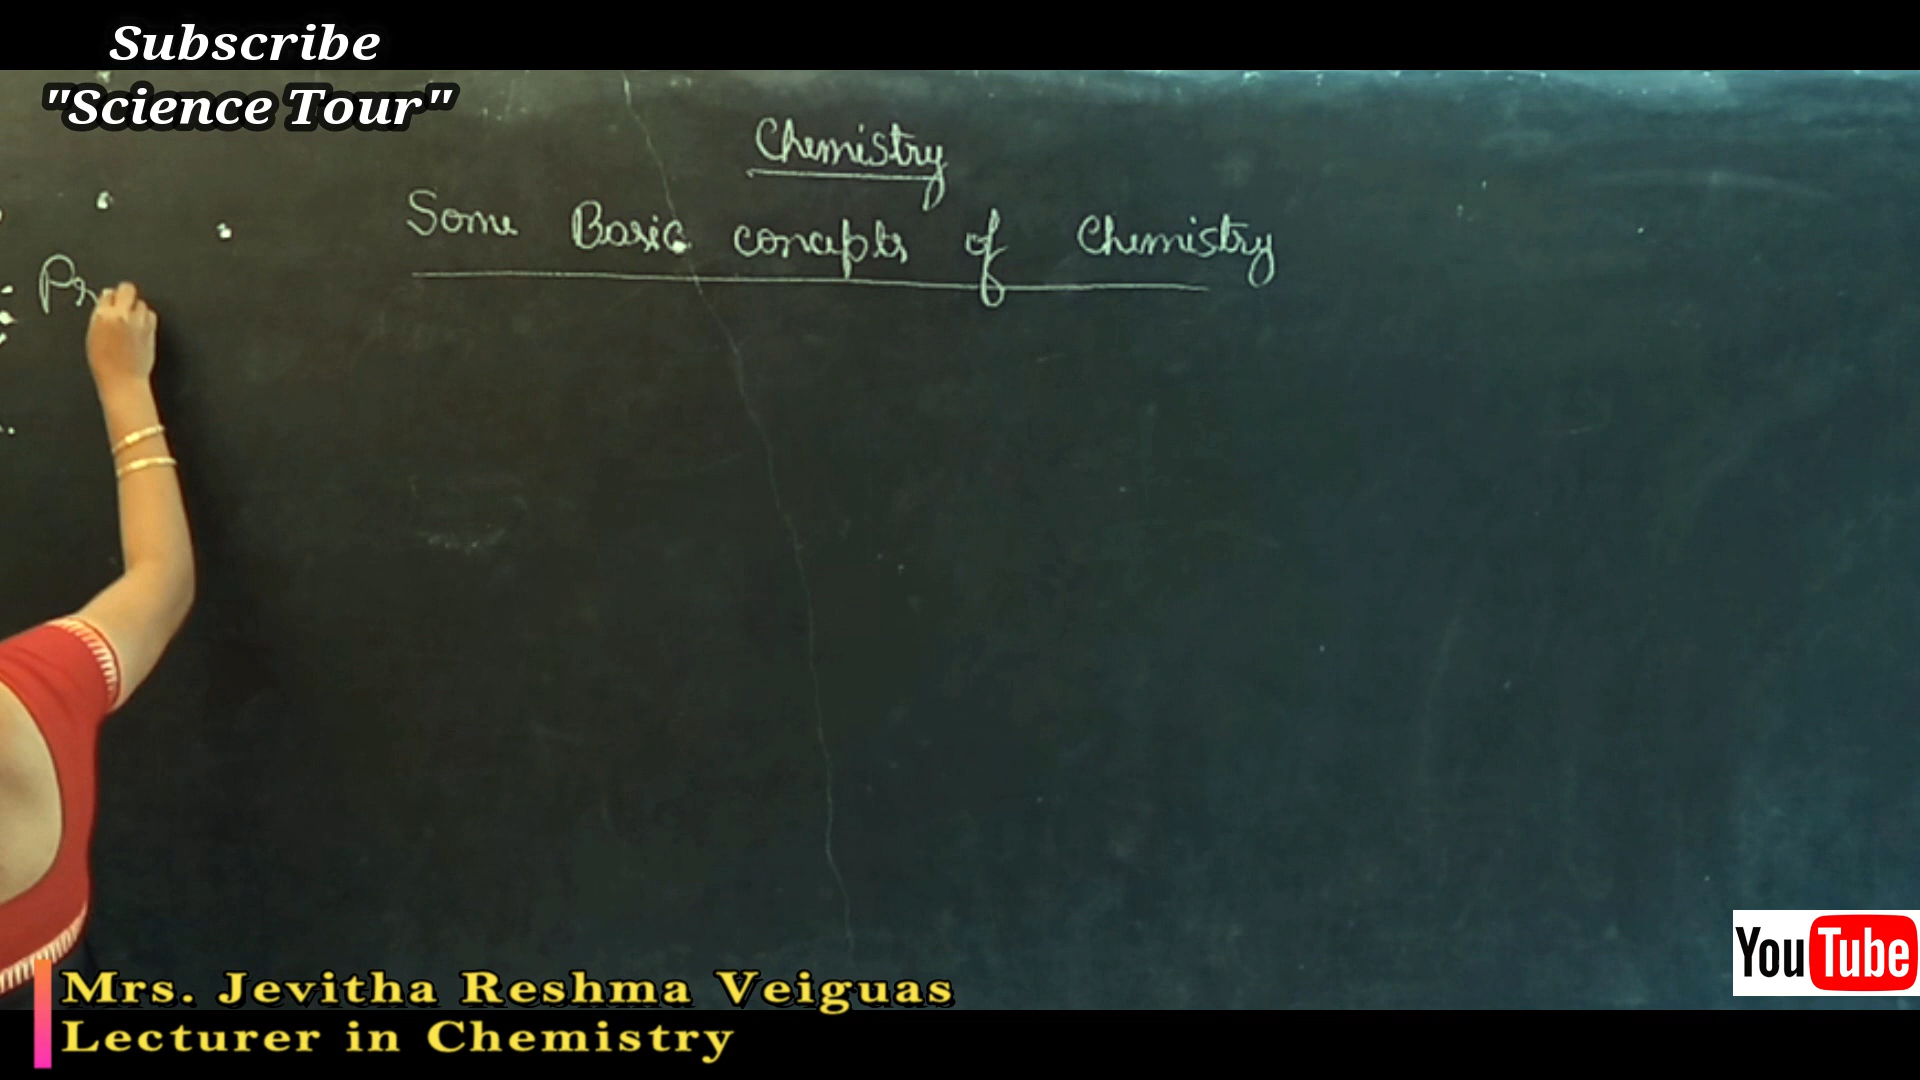 Subscribe
"Science Tour"
Chemistry
Some Basic concepts of Chemistry
YouTube
Mrs. Jevitha Reshma Veiguas
Lecturer in Chemistry